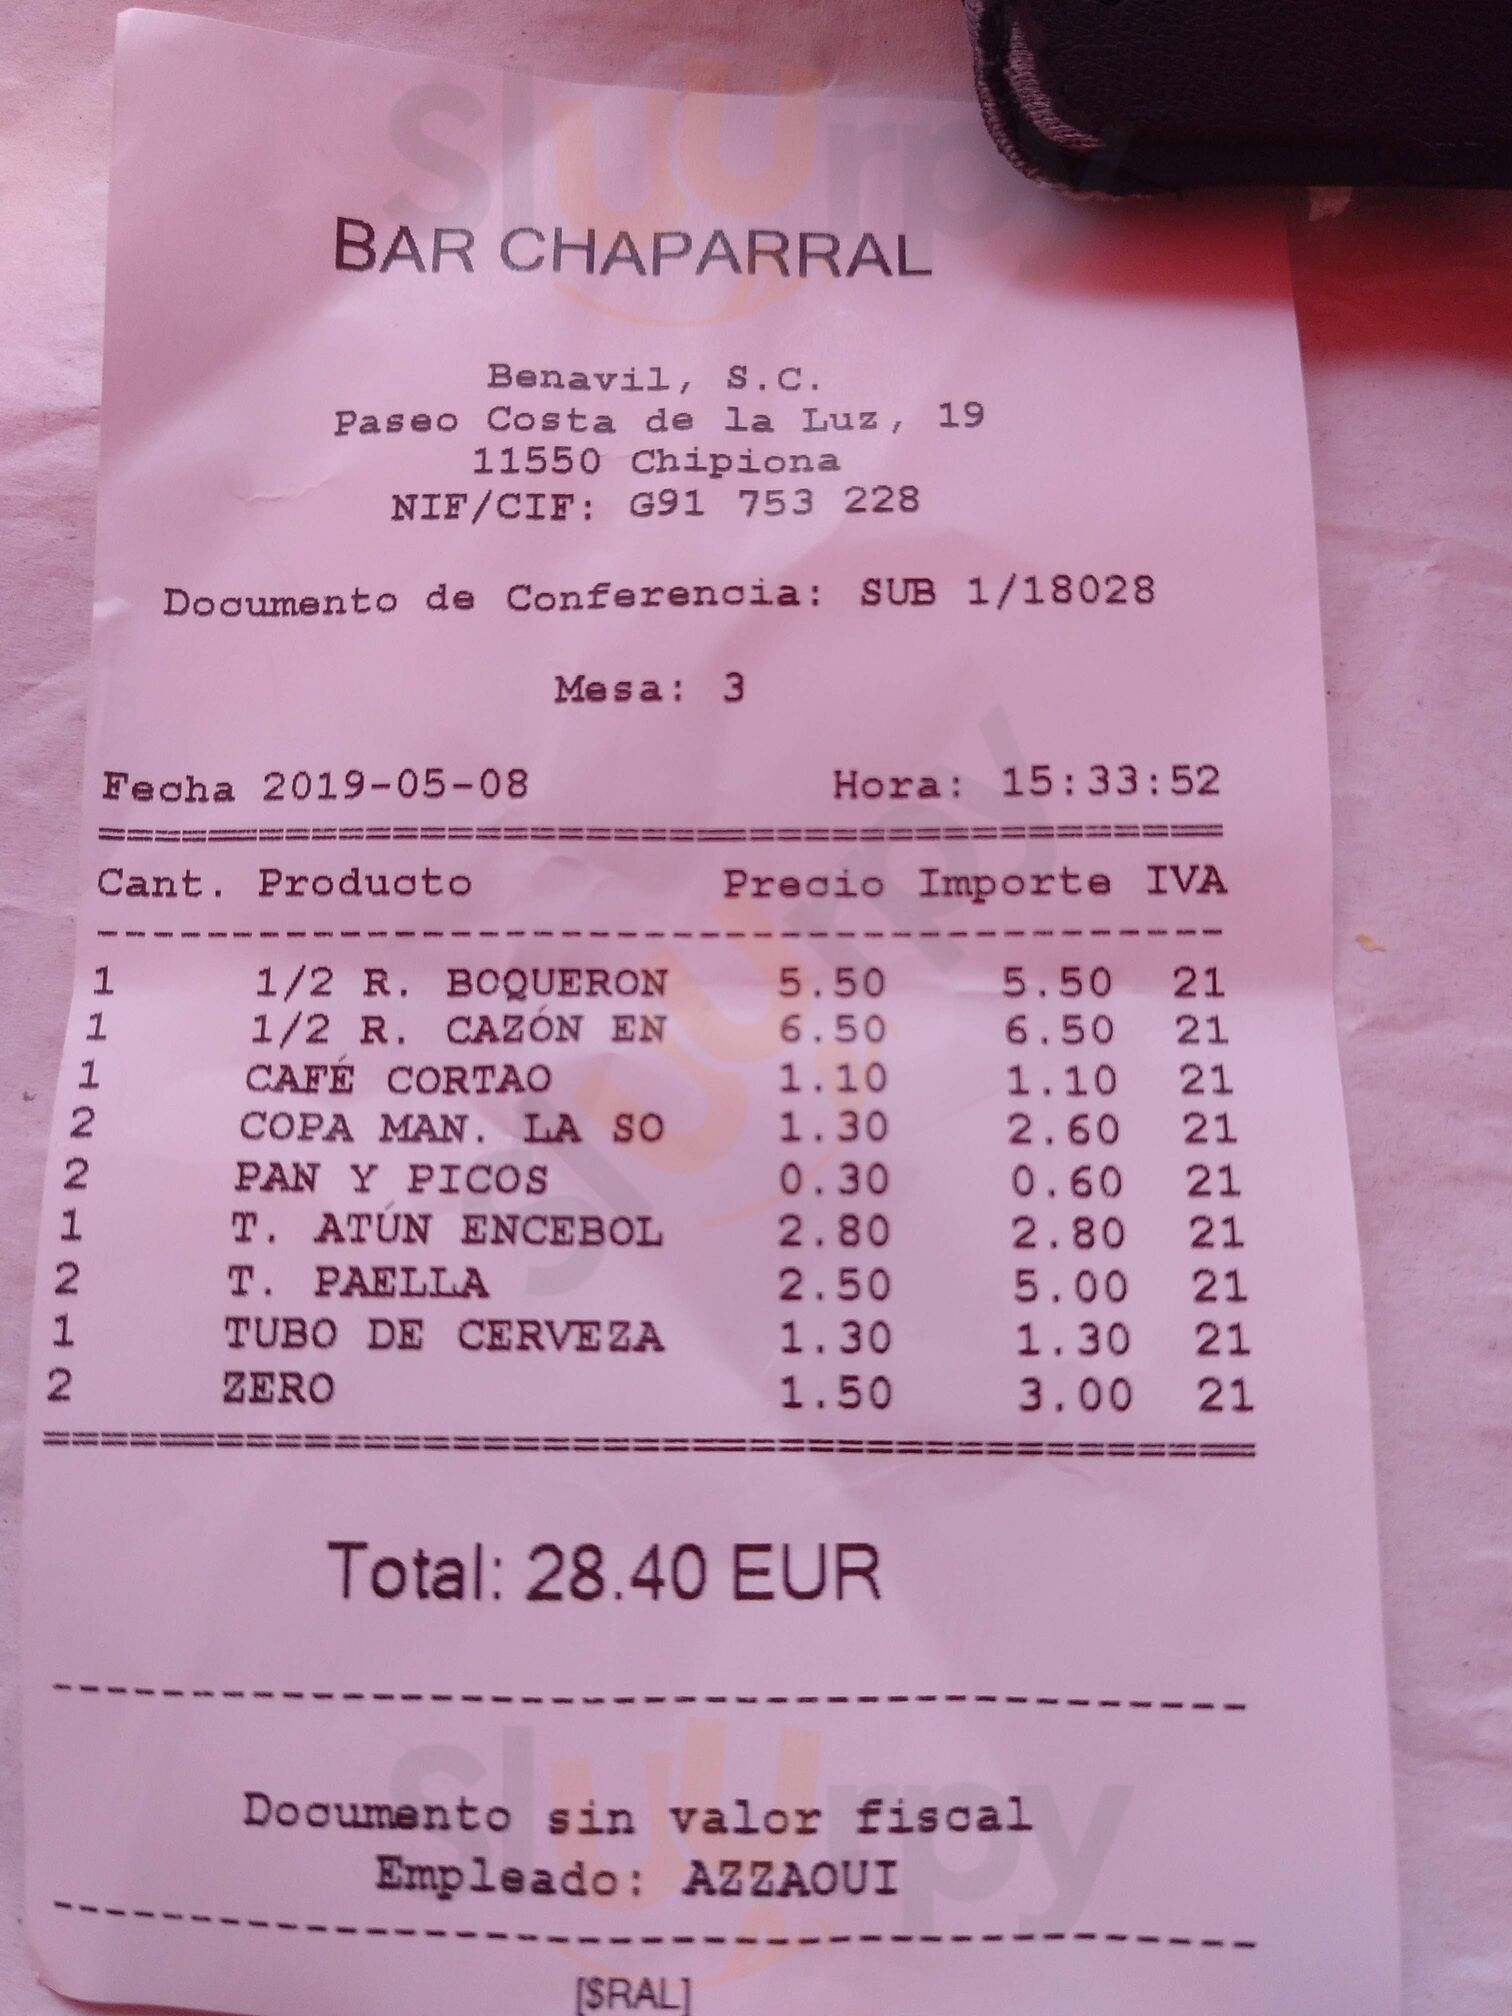 BAR CHAPARRAL
Benavil, S.C.
Paseo Costa de la Luz, 19
11550 Chipiona
NIF/CIF: G91 753 228
Documento de Conferencia: SUB 1/18028
Mesa: 3
Fecha 2019-05-08 Hora: 15:33:52
Cant. Producto Precio Importe IVA
1 1/2 R. BOQUERON 5.50 5.50 21
1 1/2 R. CAZÓN EN 6.50 6.50 21
1 CAFÉ CORTAO 1.10 1.10 21
2 COPA MAN. LA SO 1.30 2.60 21
2 PAN Y PICOS 0.30 0.60 21
1 T. ATÚN ENCEBOL 2.80 2.80 21
2 T. PAELLA 2.50 5.00 21
1 TUBO DE CERVEZA 1.30 1.30 21
2 ZERO 1.50 3.00 21
Total: 28.40 EUR
Documento sin valor fiscal
Empleado: AZZAOUI
[$RAL]
sluurpy
sluurpy
sluurpy